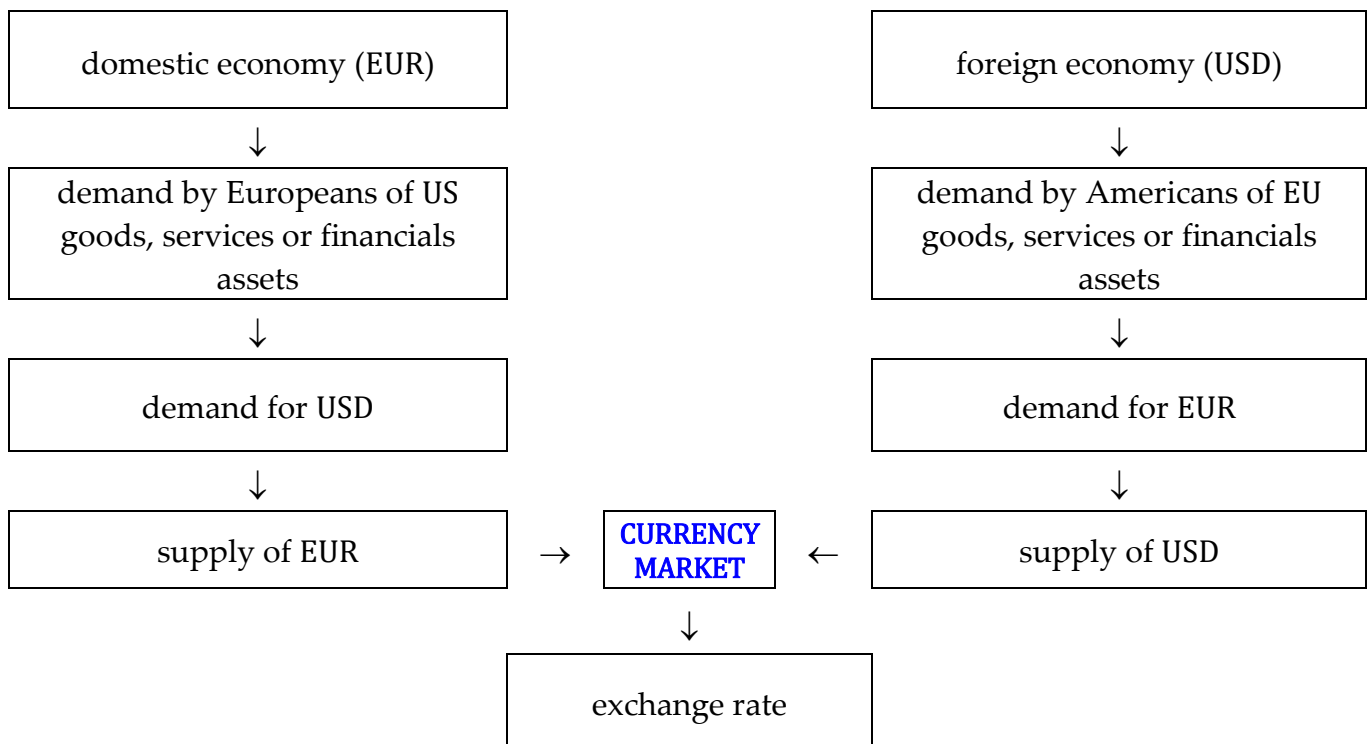 domestic economy (EUR)
foreign economy (USD)
↓
↓
demand by Europeans of US
goods, services or financials
assets
demand by Americans of EU
goods, services or financials
assets
↓
↓
demand for USD
demand for EUR
↓
↓
supply of EUR
→
CURRENCY
MARKET
←
supply of USD
↓
exchange rate